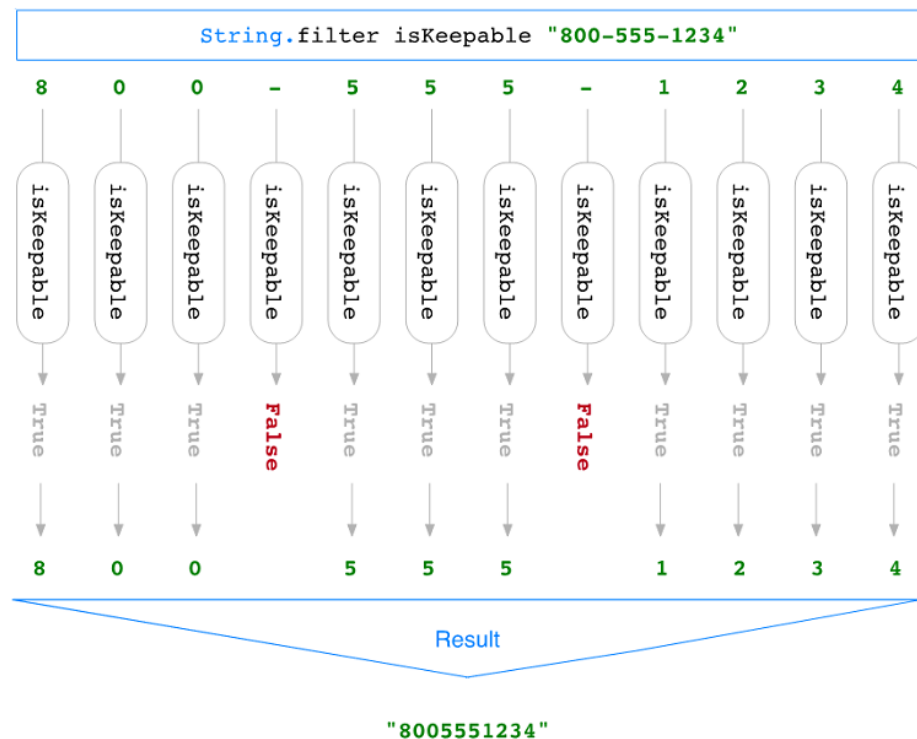 String.filter isKeepable "800-555-1234"
8 0 0 - 5 5 5 - 1 2 3 4
isKeepable isKeepable isKeepable isKeepable isKeepable isKeepable isKeepable isKeepable isKeepable isKeepable isKeepable isKeepable
True True True False True True True False True True True True
8 0 0 5 5 5 1 2 3 4
Result
"8005551234"